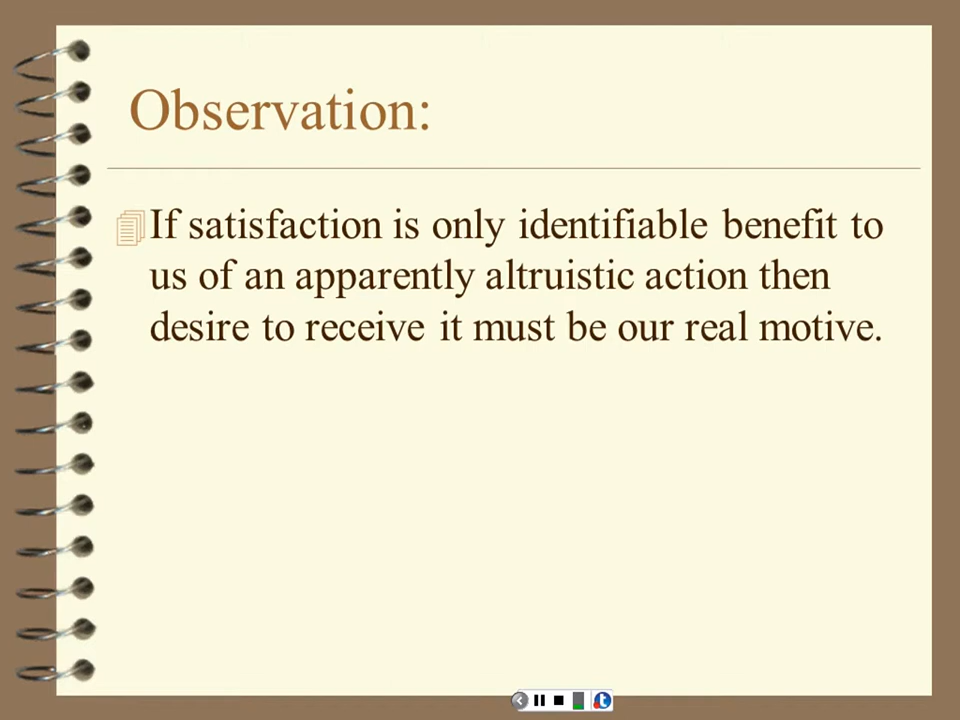 Observation:
If satisfaction is only identifiable benefit to
us of an apparently altruistic action then
desire to receive it must be our real motive.